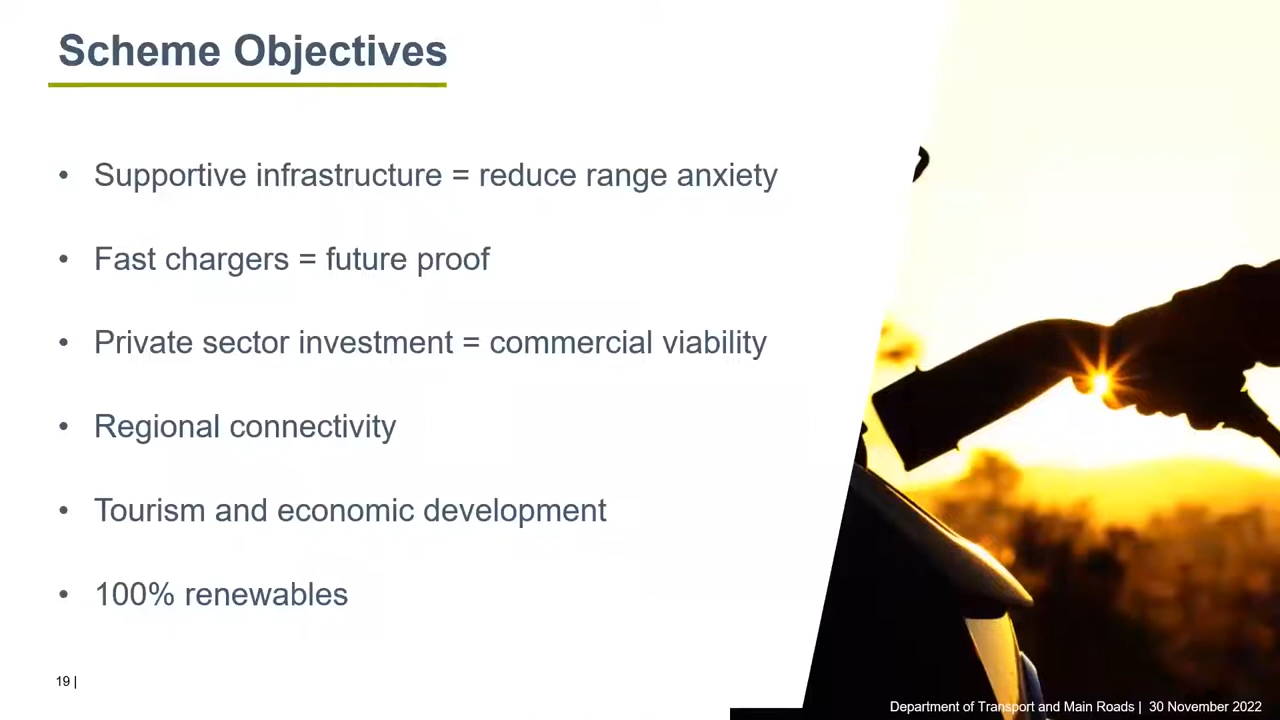 Scheme Objectives
• Supportive infrastructure = reduce range anxiety
• Fast chargers = future proof
• Private sector investment = commercial viability
• Regional connectivity
• Tourism and economic development
• 100% renewables
19 |
Department of Transport and Main Roads | 30 November 2022